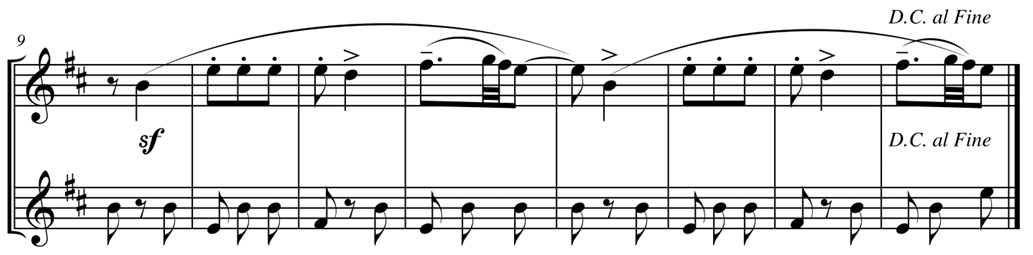 D.C. al Fine
9
sf
D.C. al Fine